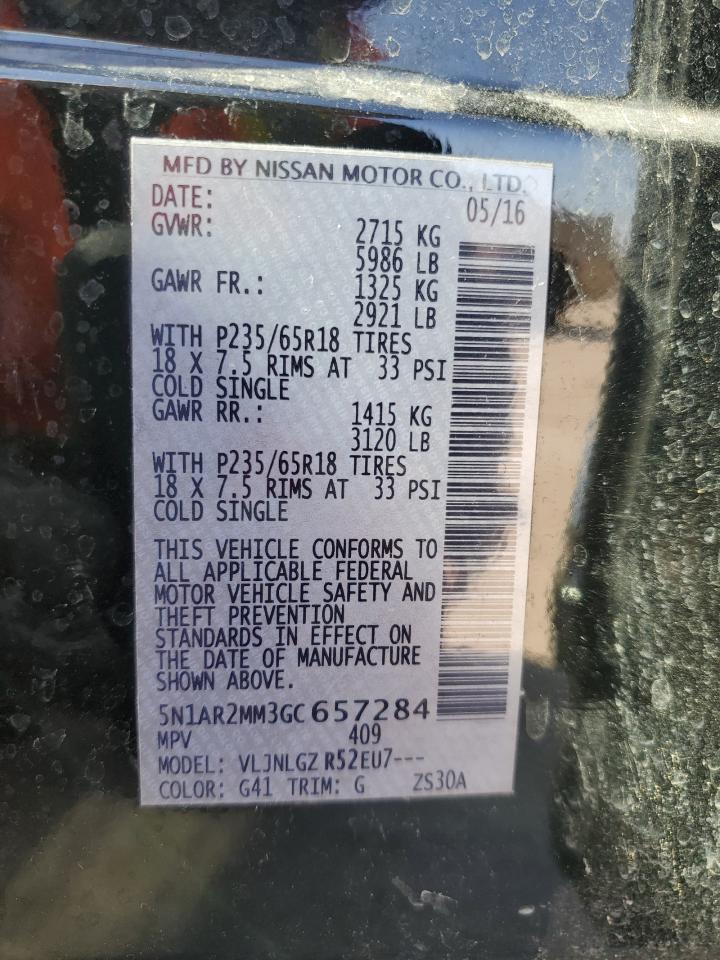 MFD BY NISSAN MOTOR CO., LTD.
DATE: 05/16
GVWR: 2715 KG
5986 LB
GAWR FR.: 1325 KG
2921 LB
WITH P235/65R18 TIRES
18 X 7.5 RIMS AT 33 PSI
COLD SINGLE
GAWR RR.: 1415 KG
3120 LB
WITH P235/65R18 TIRES
18 X 7.5 RIMS AT 33 PSI
COLD SINGLE
THIS VEHICLE CONFORMS TO
ALL APPLICABLE FEDERAL
MOTOR VEHICLE SAFETY AND
THEFT PREVENTION
STANDARDS IN EFFECT ON
THE DATE OF MANUFACTURE
SHOWN ABOVE.
5N1AR2MM3GC657284
MPV 409
MODEL: VLJNLGZ R52EU7---
COLOR: G41 TRIM: G ZS30A